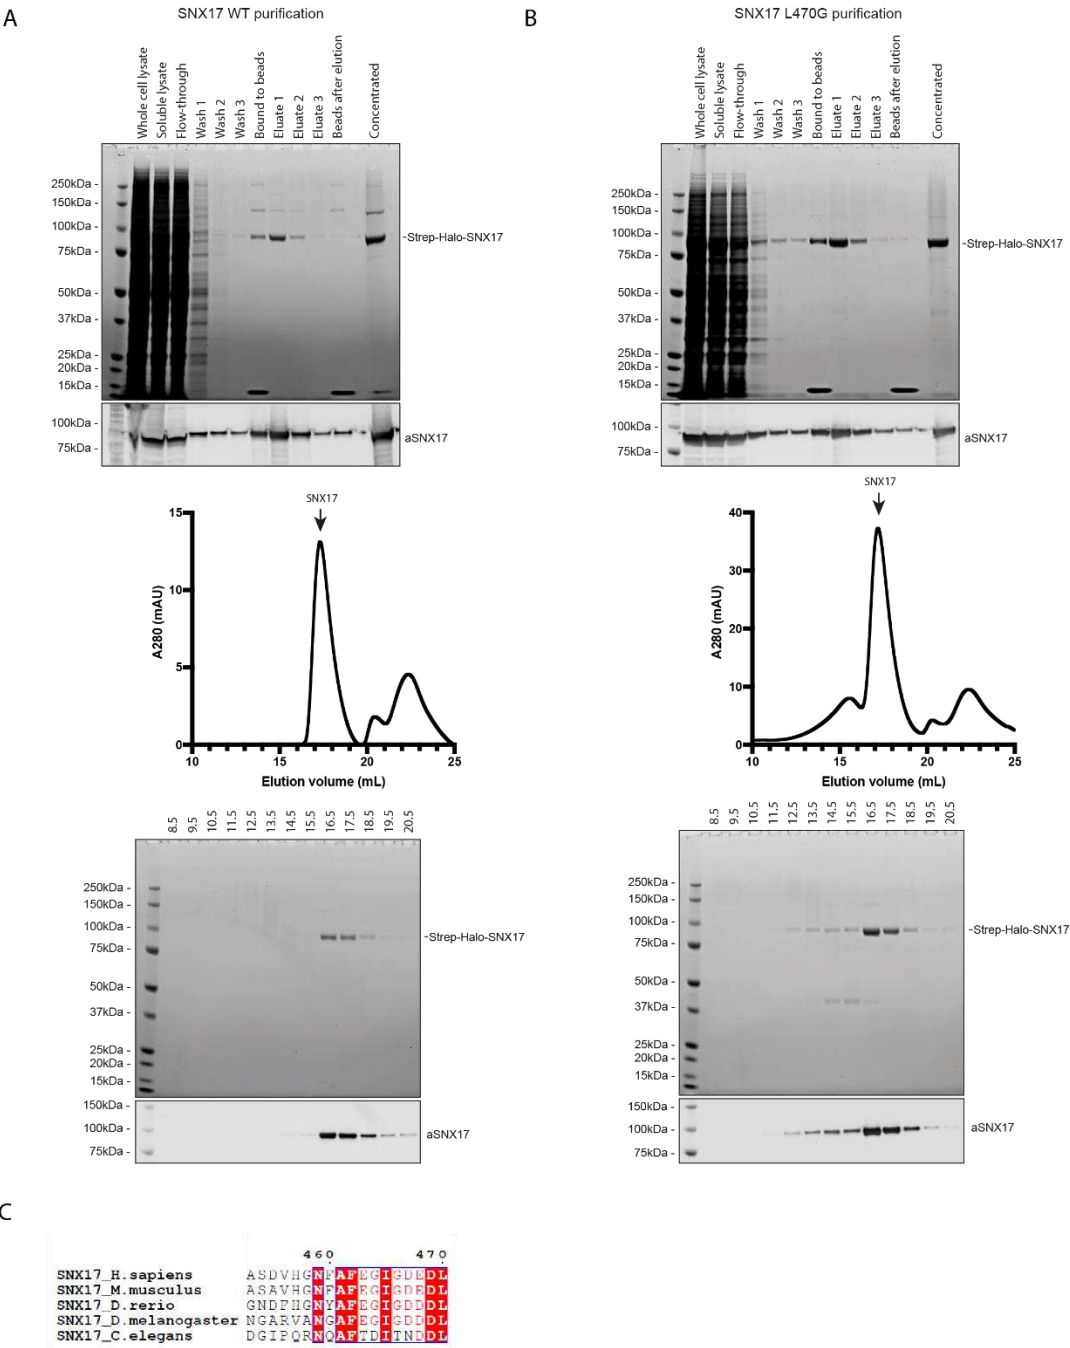 A
SNX17 WT purification
Whole cell lysate
Soluble lysate
Flow-through
Wash 1
Wash 2
Wash 3
Bound to beads
Eluate 1
Eluate 2
Eluate 3
Beads after elution
Concentrated
250kDa -
150kDa -
100kDa -
75kDa -
50kDa -
37kDa -
25kDa -
20kDa -
15kDa -
-Strep-Halo-SNX17
100kDa -
75kDa -
aSNX17
SNX17
15
10
5
0
A280 (mAU)
10 15 20 25
Elution volume (mL)
8.5 9.5 10.5 11.5 12.5 13.5 14.5 15.5 16.5 17.5 18.5 19.5 20.5
250kDa -
150kDa -
100kDa -
75kDa -
50kDa -
37kDa -
25kDa -
20kDa -
15kDa -
-Strep-Halo-SNX17
150kDa -
100kDa -
75kDa -
aSNX17
B
SNX17 L470G purification
Whole cell lysate
Soluble lysate
Flow-through
Wash 1
Wash 2
Wash 3
Bound to beads
Eluate 1
Eluate 2
Eluate 3
Beads after elution
Concentrated
250kDa -
150kDa -
100kDa -
75kDa -
50kDa -
37kDa -
25kDa -
20kDa -
15kDa -
-Strep-Halo-SNX17
100kDa -
75kDa -
aSNX17
SNX17
40
30
20
10
0
A280 (mAU)
10 15 20 25
Elution volume (mL)
8.5 9.5 10.5 11.5 12.5 13.5 14.5 15.5 16.5 17.5 18.5 19.5 20.5
250kDa -
150kDa -
100kDa -
75kDa -
50kDa -
37kDa -
25kDa -
20kDa -
15kDa -
-Strep-Halo-SNX17
150kDa -
100kDa -
75kDa -
aSNX17
C
460 470
SNX17_H.sapiens ASDVHGNFAFEGIGDEDL
SNX17_M.musculus ASAVHGNFAFEGIGDEDL
SNX17_D.rerio GNDFHGNYAFEGIGDDDL
SNX17_D.melanogaster NGARVANGAFEGIGDEDL
SNX17_C.elegans DGIPQRNQAFTDITNDDL